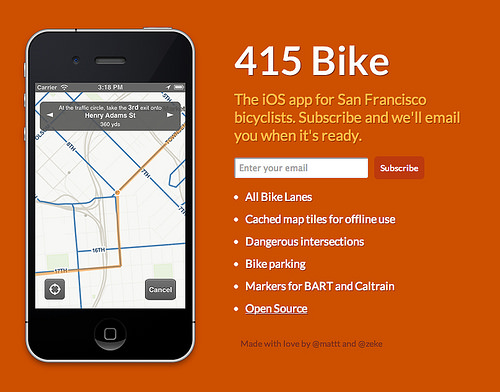 415 Bike
The iOS app for San Francisco
bicyclists. Subscribe and we'll email
you when it's ready.
Enter your email
Subscribe
All Bike Lanes
Cached map tiles for offline use
Dangerous intersections
Bike parking
Markers for BART and Caltrain
Open Source
Made with love by @mattt and @zeke
Carrier 3:18 PM
At the traffic circle, take the 3rd exit onto
Henry Adams St
360 yds
8TH
7TH
16TH
17TH
Cancel